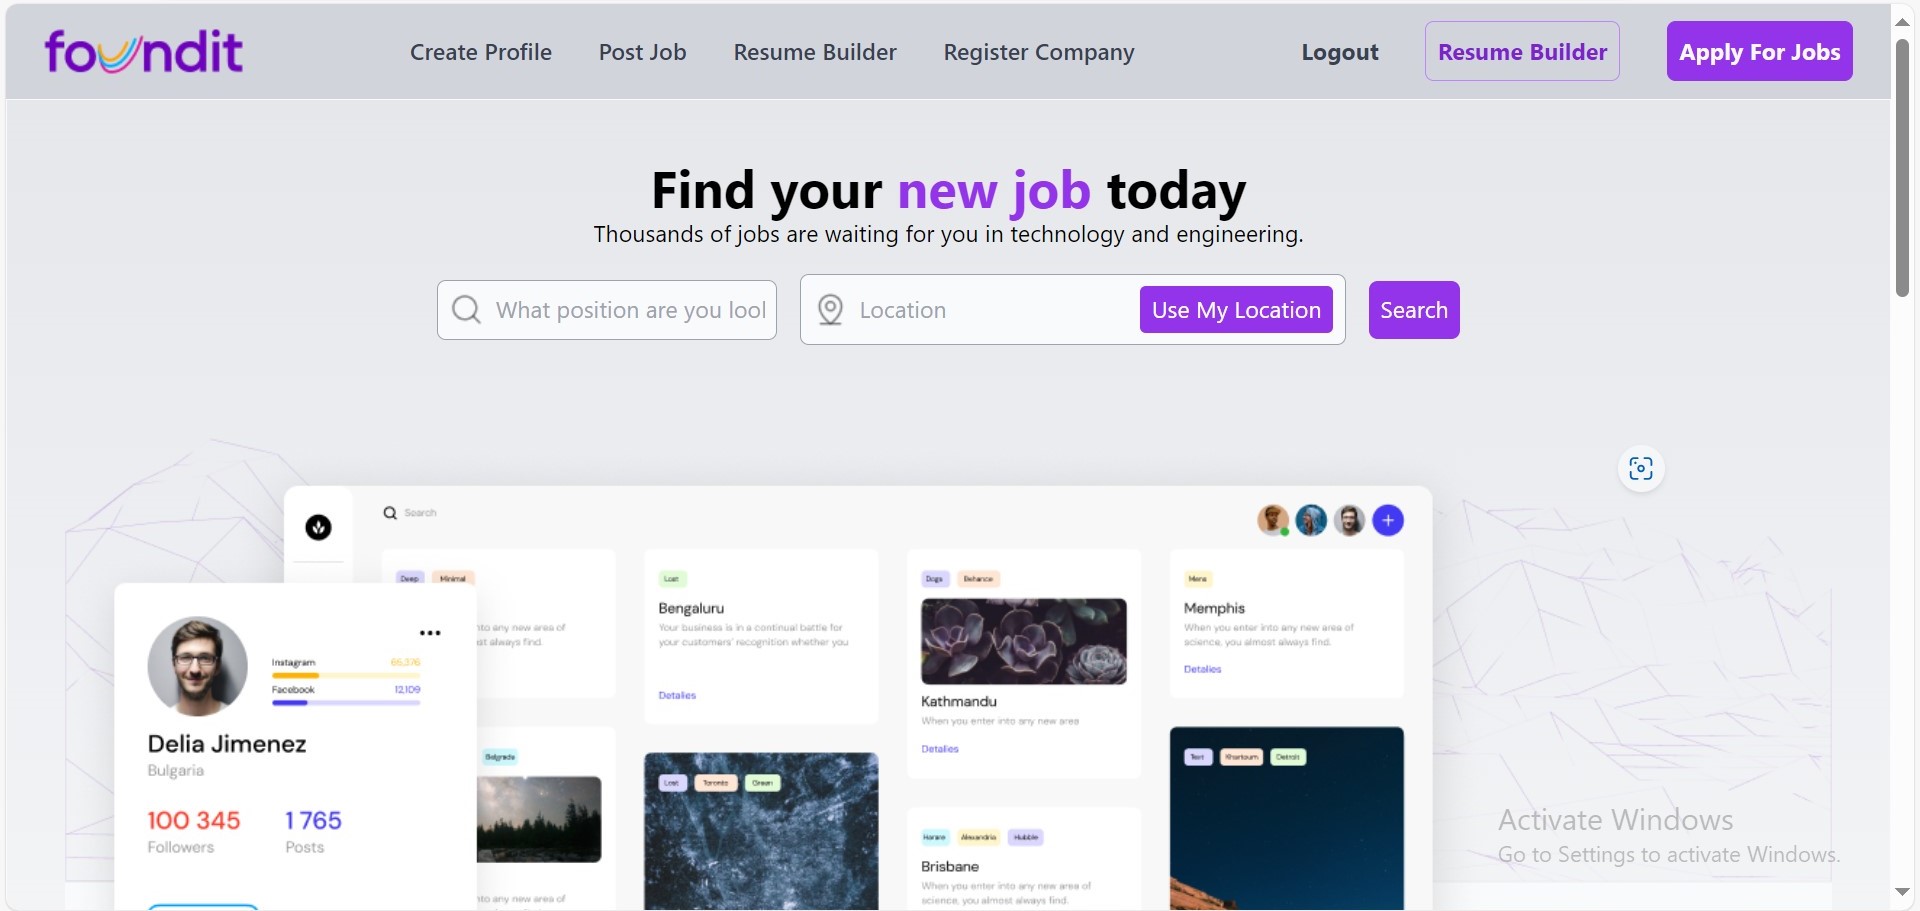 foundit
Create Profile
Post Job
Resume Builder
Register Company
Logout
Resume Builder
Apply For Jobs
Find your new job today
Thousands of jobs are waiting for you in technology and engineering.
What position are you lool
Location
Use My Location
Search
Search
Deep
Minimal
nto any new area of
st always find.
Lost
Bengaluru
Your business is in a continual battle for
your customers' recognition whether you
Detailes
Dogs
Behance
Kathmandu
When you enter into any new area
Detailes
Mens
Memphis
When you enter into any new area of
science, you almost always find.
Detailes
Instagram
65,376
Facebook
12,109
Delia Jimenez
Bulgaria
100 345
Followers
1 765
Posts
Belgrade
nto any new area of
Lost
Toronto
Green
Harare
Alexandria
Hubble
Brisbane
When you enter into any new area of
science, you almost always find.
Text
Khartoum
Detroit
Activate Windows
Go to Settings to activate Windows.